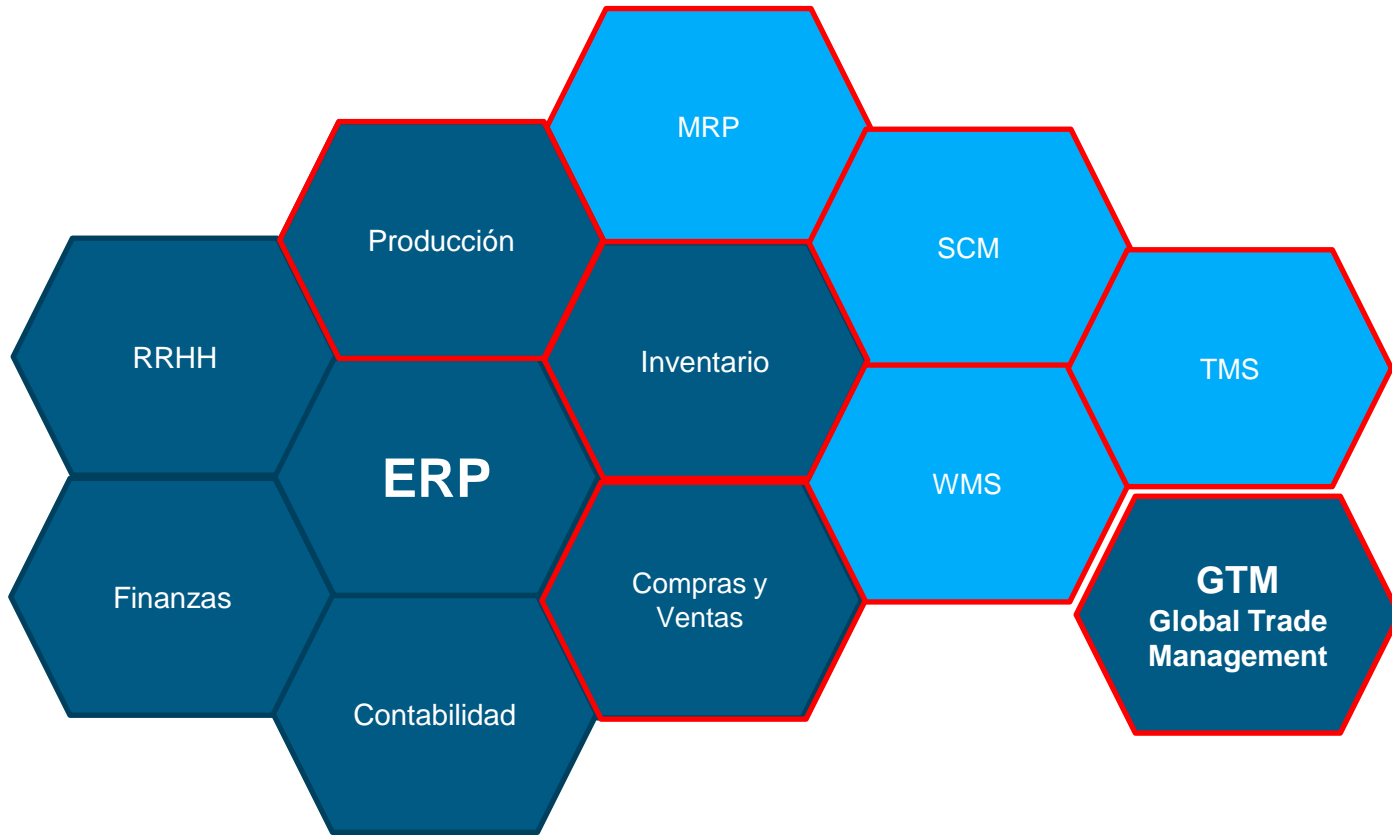 MRP
Producción
SCM
RRHH
Inventario
TMS
ERP
WMS
Finanzas
Compras y
Ventas
GTM
Global Trade
Management
Contabilidad